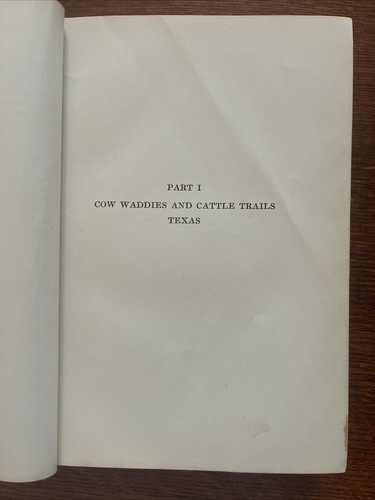 PART I
COW WADDIES AND CATTLE TRAILS
TEXAS